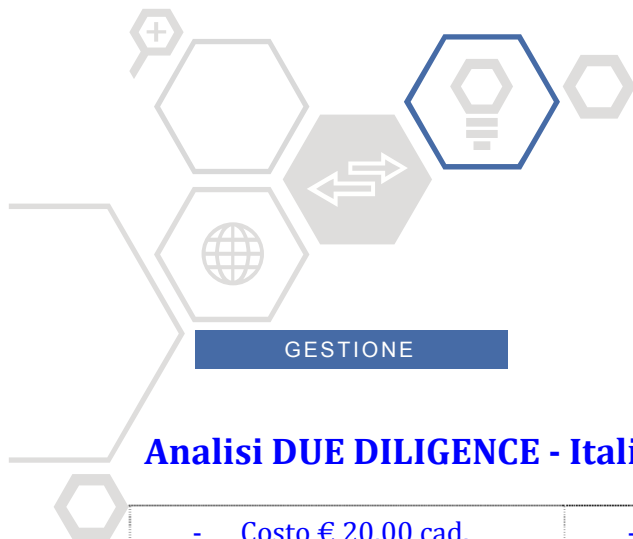 GESTIONE
Analisi DUE DILIGENCE - Itali
- Costo € 20,00 cad. -